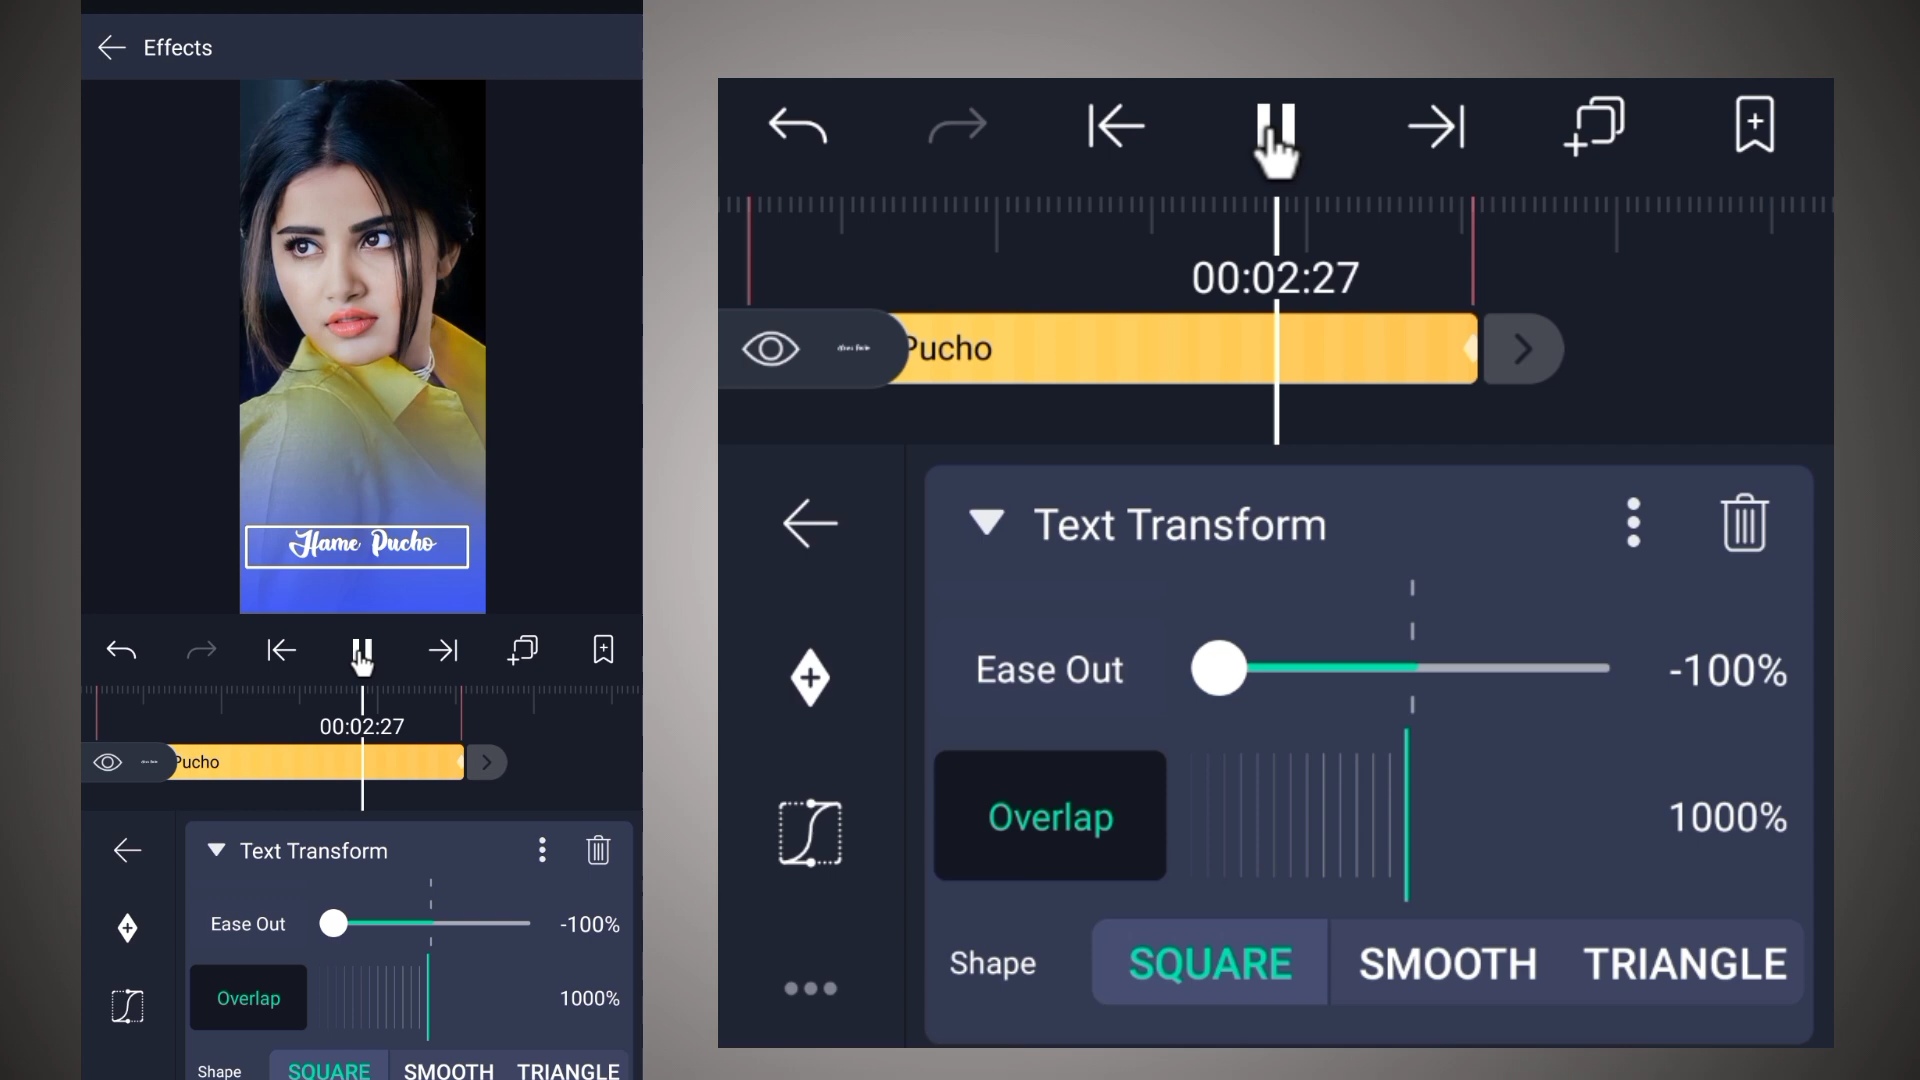 Effects
Hame Pucho
00:02:27
Pucho
Text Transform
Ease Out -100%
Overlap 1000%
Shape SQUARE SMOOTH TRIANGLE
00:02:27
Pucho
Text Transform
Ease Out -100%
Overlap 1000%
Shape SQUARE SMOOTH TRIANGLE